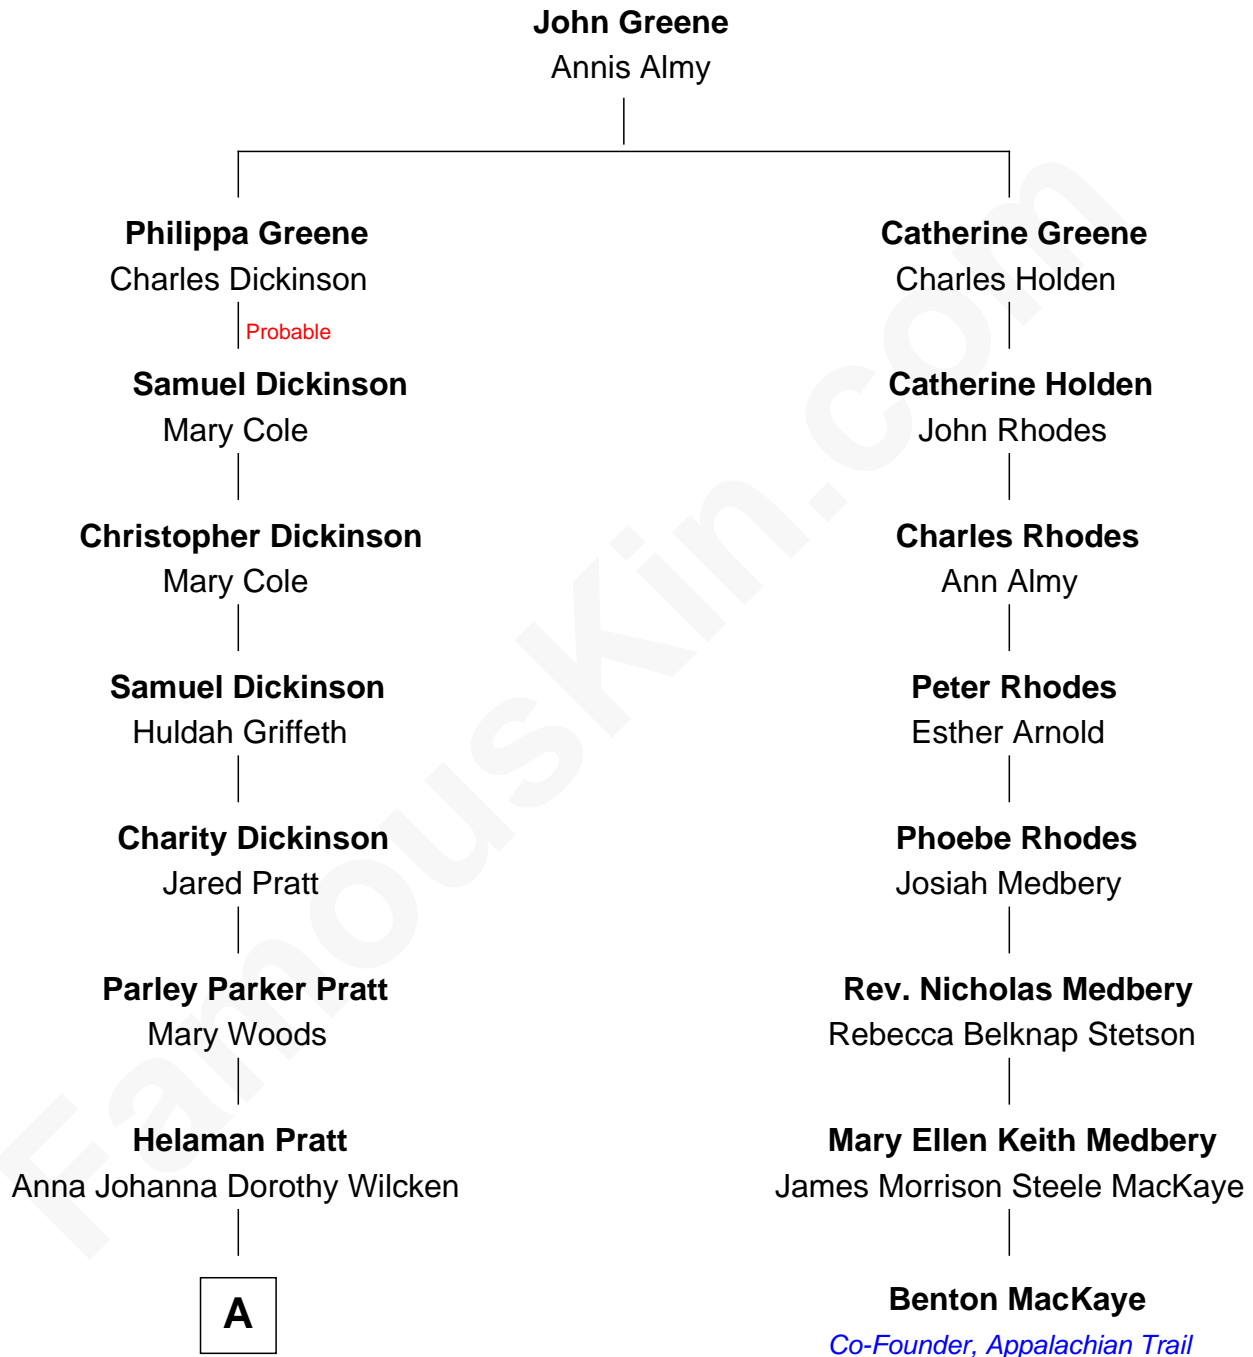 John Greene
Annis Almy
Philippa Greene
Charles Dickinson
Probable
Samuel Dickinson
Mary Cole
Christopher Dickinson
Mary Cole
Samuel Dickinson
Huldah Griffeth
Charity Dickinson
Jared Pratt
Parley Parker Pratt
Mary Woods
Helaman Pratt
Anna Johanna Dorothy Wilcken
A
Catherine Greene
Charles Holden
Catherine Holden
John Rhodes
Charles Rhodes
Ann Almy
Peter Rhodes
Esther Arnold
Phoebe Rhodes
Josiah Medbery
Rev. Nicholas Medbery
Rebecca Belknap Stetson
Mary Ellen Keith Medbery
James Morrison Steele MacKaye
Benton MacKaye
Co-Founder, Appalachian Trail
FamousKin.com